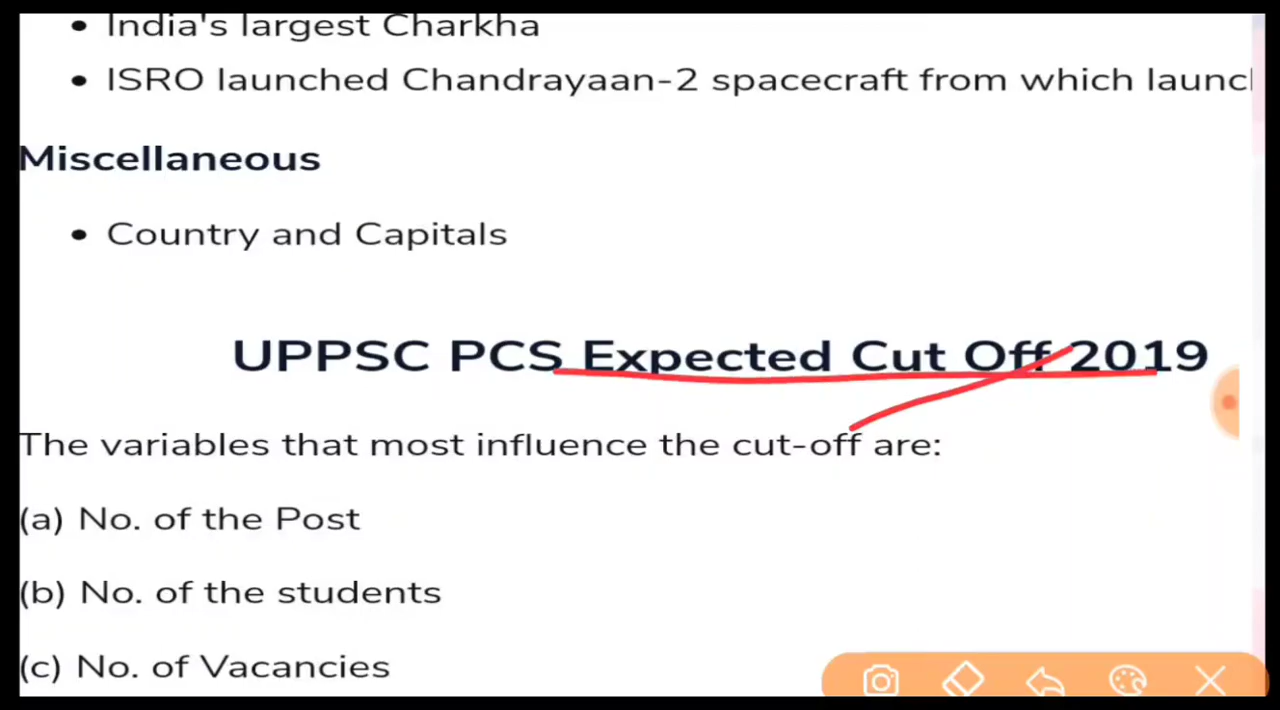 • India's largest Charkha
• ISRO launched Chandrayaan-2 spacecraft from which
Miscellaneous
• Country and Capitals
UPPSC PCS Expected Cut Off 2019
The variables that most influence the cut-off are:
(a) No. of the Post
(b) No. of the students
(c) No. of Vacancies